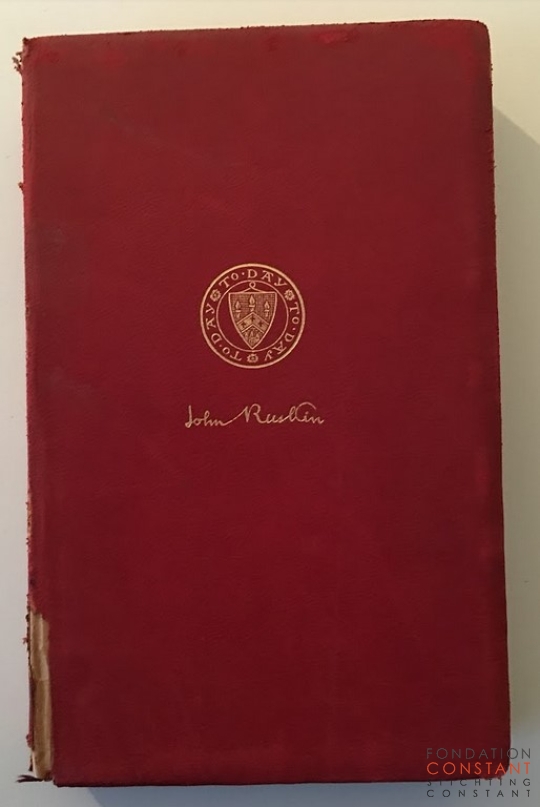 TO·DAY TO·DAY TO·DAY
John Ruskin
FONDATION
CONSTANT
STICHTING
CONSTANT